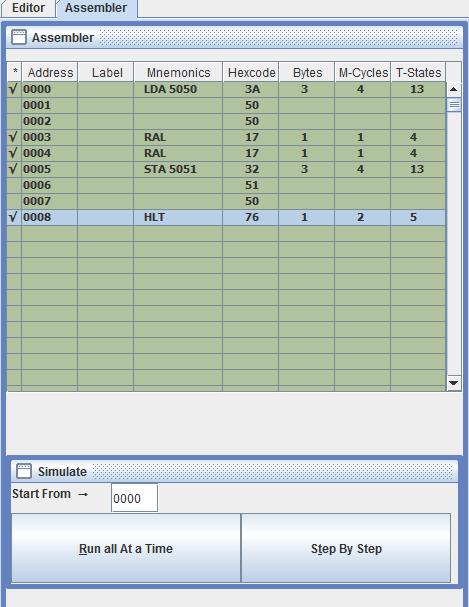 Editor Assembler
Assembler
* Address Label Mnemonics Hexcode Bytes M-Cycles T-States
√ 0000 LDA 5050 3A 3 4 13
0001 50
0002 50
√ 0003 RAL 17 1 1 4
√ 0004 RAL 17 1 1 4
√ 0005 STA 5051 32 3 4 13
0006 51
0007 50
√ 0008 HLT 76 1 2 5
Simulate
Start From → 0000
Run all At a Time Step By Step